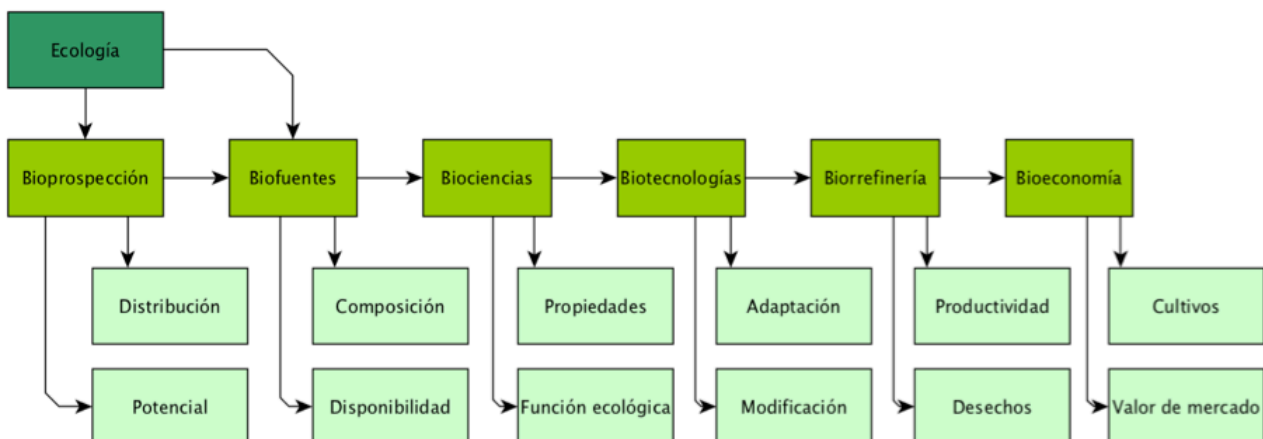 Ecología
Bioprospección
Biofuentes
Biociencias
Biotecnologías
Biorrefinería
Bioeconomía
Distribución
Composición
Propiedades
Adaptación
Productividad
Cultivos
Potencial
Disponibilidad
Función ecológica
Modificación
Desechos
Valor de mercado